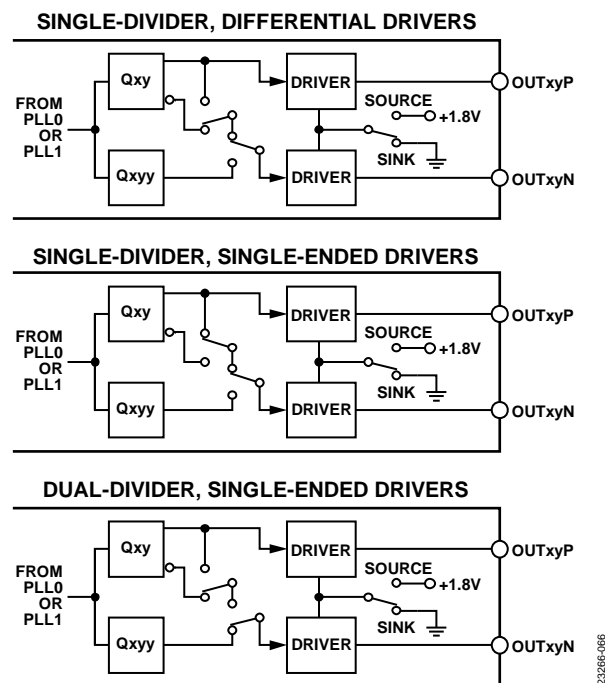 SINGLE-DIVIDER, DIFFERENTIAL DRIVERS
Qxy
DRIVER
OUTxyP
FROM
PLL0
OR
PLL1
SOURCE
+1.8V
SINK
Qxyy
DRIVER
OUTxyN
SINGLE-DIVIDER, SINGLE-ENDED DRIVERS
Qxy
DRIVER
OUTxyP
FROM
PLL0
OR
PLL1
SOURCE
+1.8V
SINK
Qxyy
DRIVER
OUTxyN
DUAL-DIVIDER, SINGLE-ENDED DRIVERS
Qxy
DRIVER
OUTxyP
FROM
PLL0
OR
PLL1
SOURCE
+1.8V
SINK
Qxyy
DRIVER
OUTxyN
23266-066